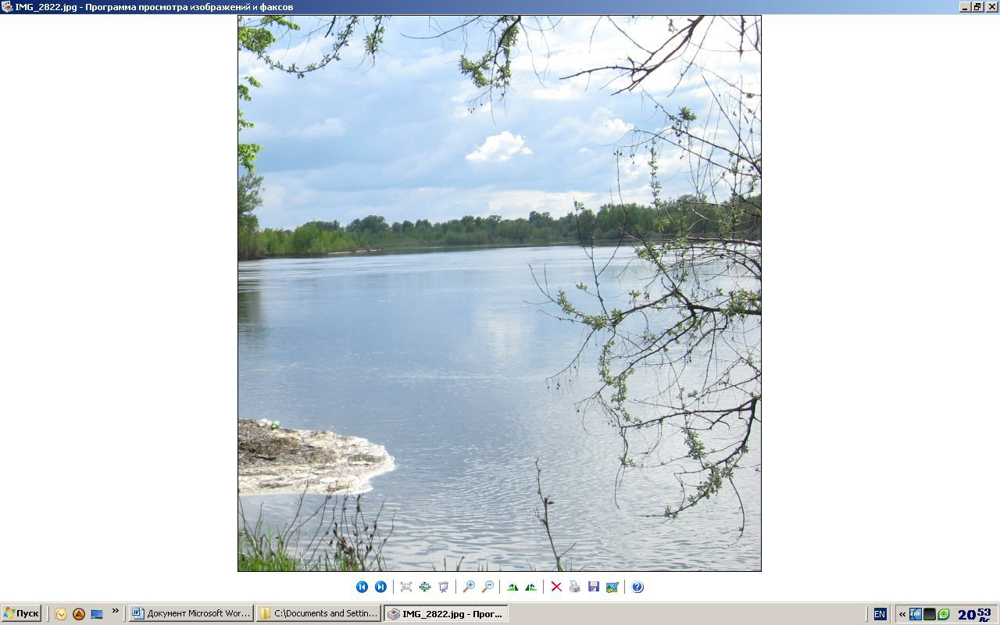 IMG_2822.jpg - Программа просмотра изображений и факсов
Пуск
»
Документ Microsoft Wor...
C:\Documents and Settin...
IMG_2822.jpg - Прог...
EN
«
20 53